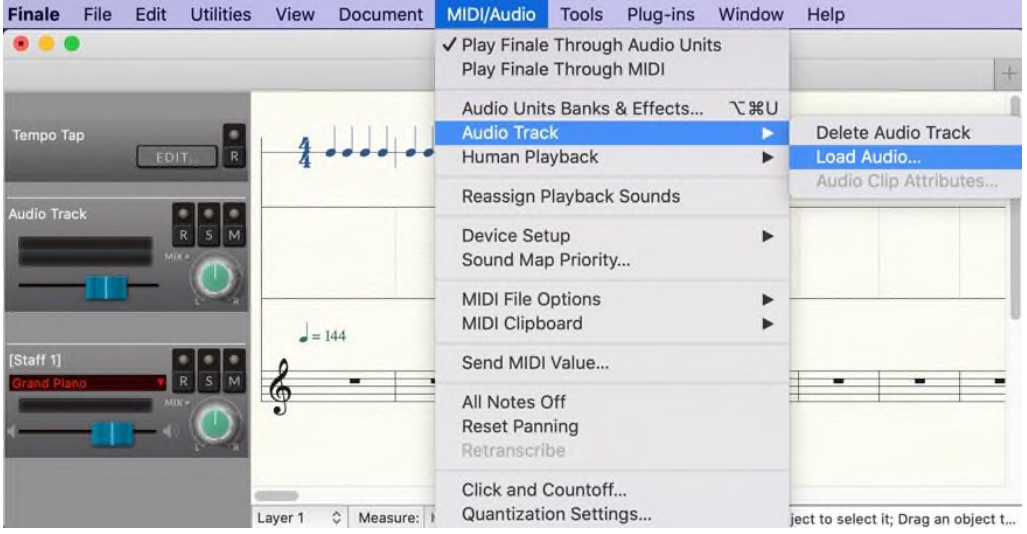 Finale File Edit Utilities View Document MIDI/Audio Tools Plug-ins Window Help
✓ Play Finale Through Audio Units
Play Finale Through MIDI
Audio Units Banks & Effects... ⌥⌘U
Audio Track
Human Playback
Reassign Playback Sounds
Device Setup
Sound Map Priority...
MIDI File Options
MIDI Clipboard
Send MIDI Value...
All Notes Off
Reset Panning
Retranscribe
Click and Countoff...
Quantization Settings...
Delete Audio Track
Load Audio...
Audio Clip Attributes...
Tempo Tap
EDIT... R
4
4
Audio Track
R S M
MIX
L R
= 144
[Staff 1]
Grand Piano
R S M
MIX
L R
Layer 1 Measure:
ject to select it; Drag an object t...